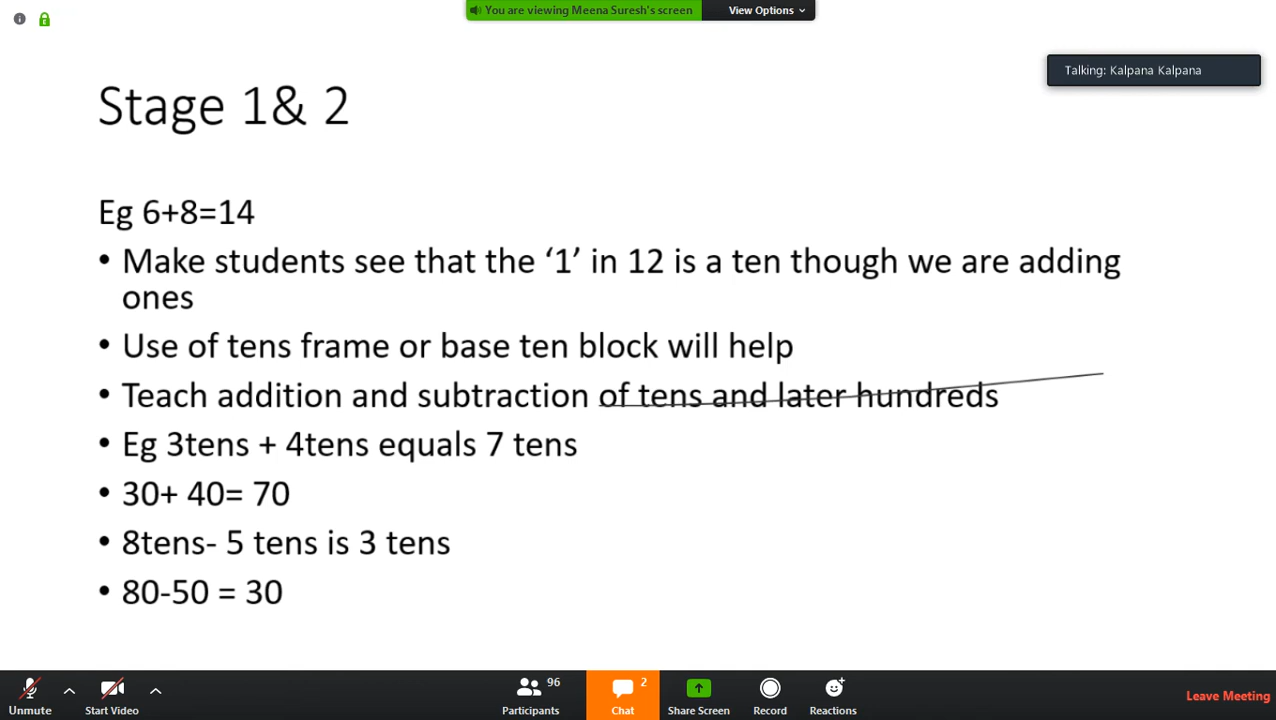 You are viewing Meena Suresh's screen
View Options
Talking: Kalpana Kalpana
Stage 1& 2
Eg 6+8=14
• Make students see that the ‘1’ in 12 is a ten though we are adding
ones
• Use of tens frame or base ten block will help
• Teach addition and subtraction of tens and later hundreds
• Eg 3tens + 4tens equals 7 tens
• 30+ 40= 70
• 8tens- 5 tens is 3 tens
• 80-50 = 30
Unmute
Start Video
96
Participants
2
Chat
Share Screen
Record
Reactions
Leave Meeting